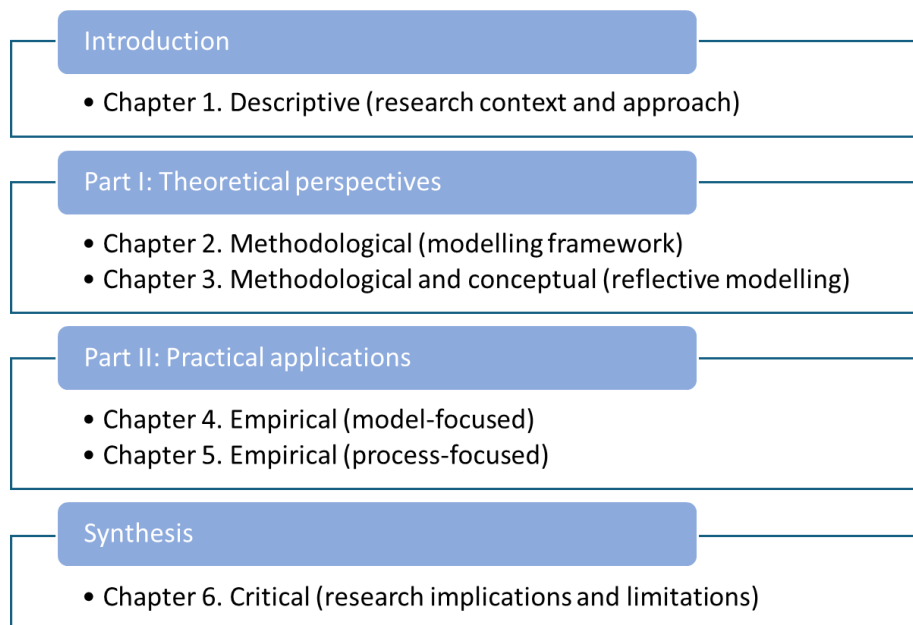 Introduction
• Chapter 1. Descriptive (research context and approach)
Part I: Theoretical perspectives
• Chapter 2. Methodological (modelling framework)
• Chapter 3. Methodological and conceptual (reflective modelling)
Part II: Practical applications
• Chapter 4. Empirical (model-focused)
• Chapter 5. Empirical (process-focused)
Synthesis
• Chapter 6. Critical (research implications and limitations)